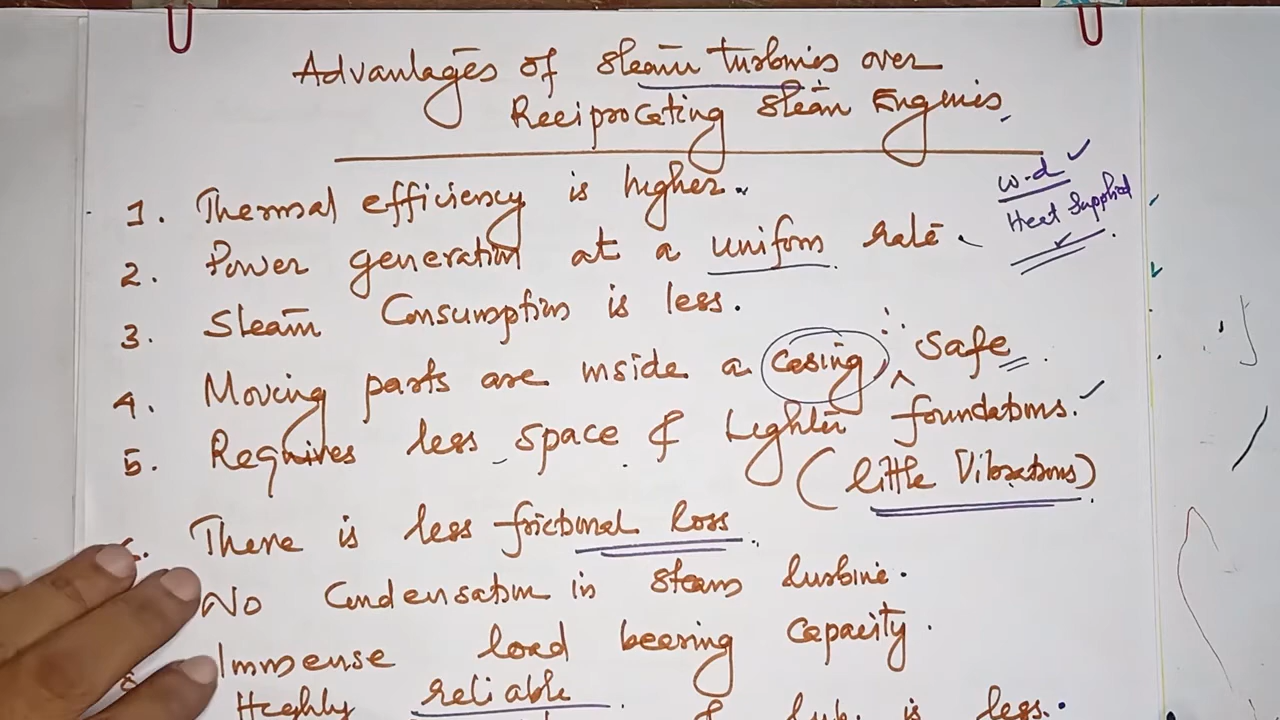 Advantages of Steam turbines over
Reciprocating Steam Engines.
1. Thermal efficiency is higher.
w.d
Heat Supplied
2. Power generation at a uniform rate.
3. Steam Consumption is less.
4. Moving parts are inside a casing, ∴ Safe
5. Requires less space & Lighter foundations.
(little Vibrations)
There is less frictional loss.
No Condensation in steam turbine.
Immense load bearing capacity.
Highly reliable & lub. is less.